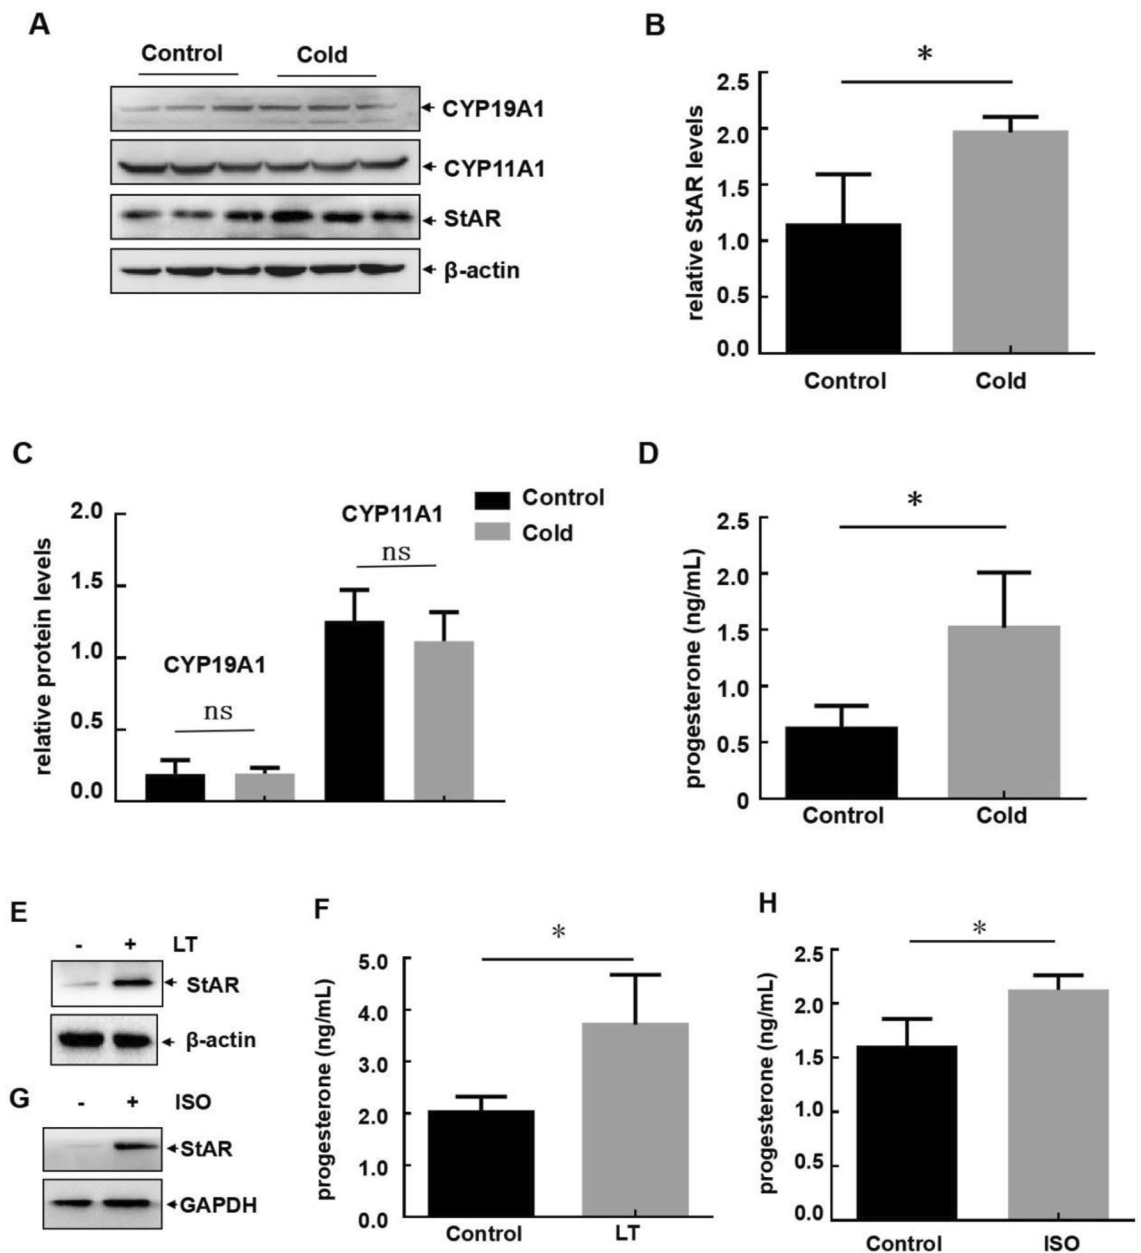 A
Control Cold
CYP19A1
CYP11A1
StAR
β-actin
B
*
relative StAR levels
2.5
2.0
1.5
1.0
0.5
0.0
Control Cold
C
relative protein levels
2.0
1.5
1.0
0.5
0.0
CYP19A1
ns
CYP11A1
ns
Control
Cold
D
*
progesterone (ng/mL)
2.5
2.0
1.5
1.0
0.5
0
Control Cold
E
- + LT
StAR
β-actin
F
*
progesterone (ng/mL)
5.0
4.0
3.0
2.0
1.0
0.0
Control LT
G
- + ISO
StAR
GAPDH
H
*
progesterone (ng/mL)
2.5
2.0
1.5
1.0
0.5
0.0
Control ISO